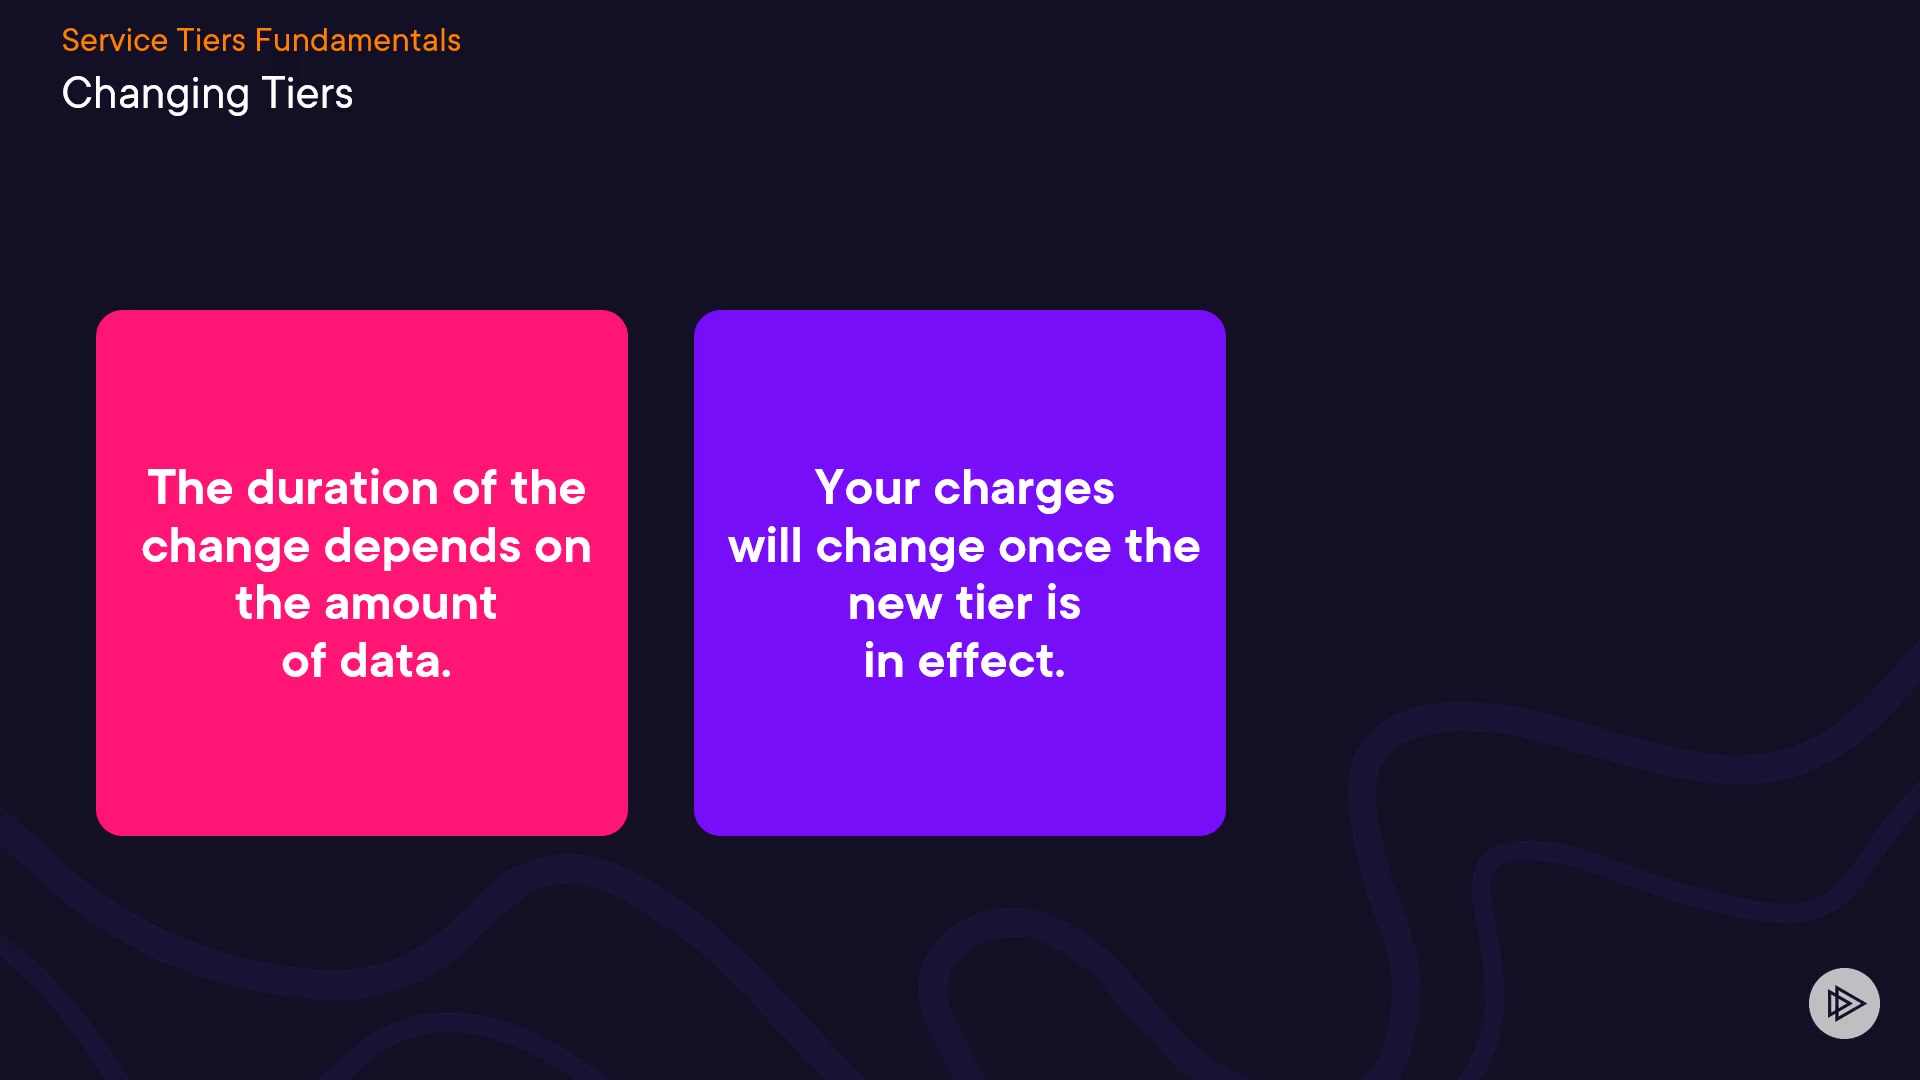 Service Tiers Fundamentals
Changing Tiers
The duration of the
change depends on
the amount
of data.
Your charges
will change once the
new tier is
in effect.